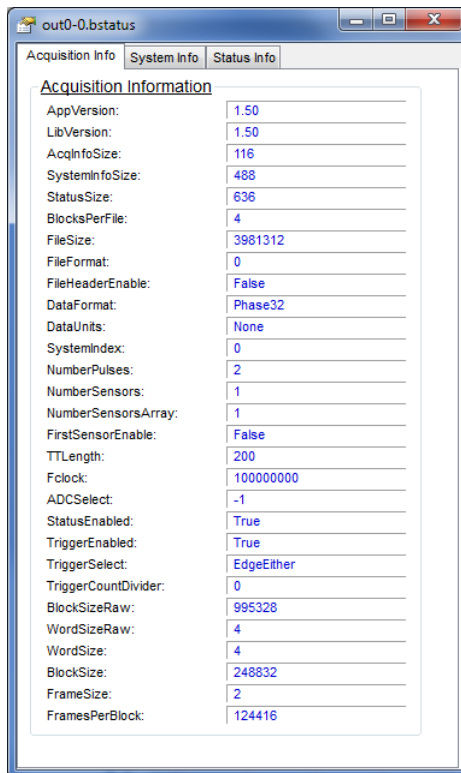 out0-0.bstatus
Acquisition Info System Info Status Info
Acquisition Information
AppVersion: 1.50
LibVersion: 1.50
AcqInfoSize: 116
SystemInfoSize: 488
StatusSize: 636
BlocksPerFile: 4
FileSize: 3981312
FileFormat: 0
FileHeaderEnable: False
DataFormat: Phase32
DataUnits: None
SystemIndex: 0
NumberPulses: 2
NumberSensors: 1
NumberSensorsArray: 1
FirstSensorEnable: False
TTLength: 200
Fclock: 100000000
ADCSelect: -1
StatusEnabled: True
TriggerEnabled: True
TriggerSelect: EdgeEither
TriggerCountDivider: 0
BlockSizeRaw: 995328
WordSizeRaw: 4
WordSize: 4
BlockSize: 248832
FrameSize: 2
FramesPerBlock: 124416